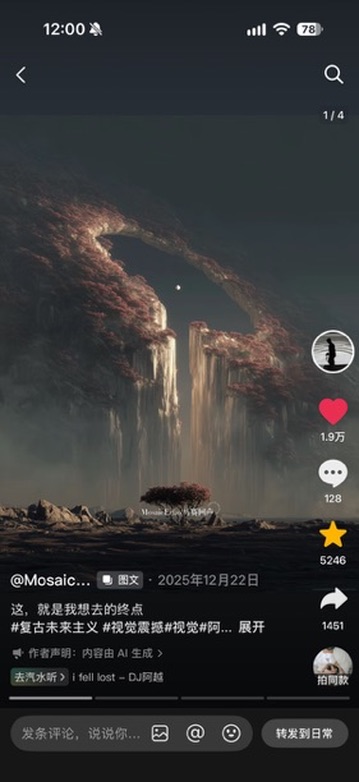 12:00
78
1 / 4
1.9万
128
5246
1451
拍同款
@Mosaic... 图文 · 2025年12月22日
这，就是我想去的终点
#复古未来主义 #视觉震撼#视觉#阿... 展开
作者声明：内容由 AI 生成 >
去汽水听 > i fell lost - DJ阿越
发条评论，说说你... @ 转发到日常